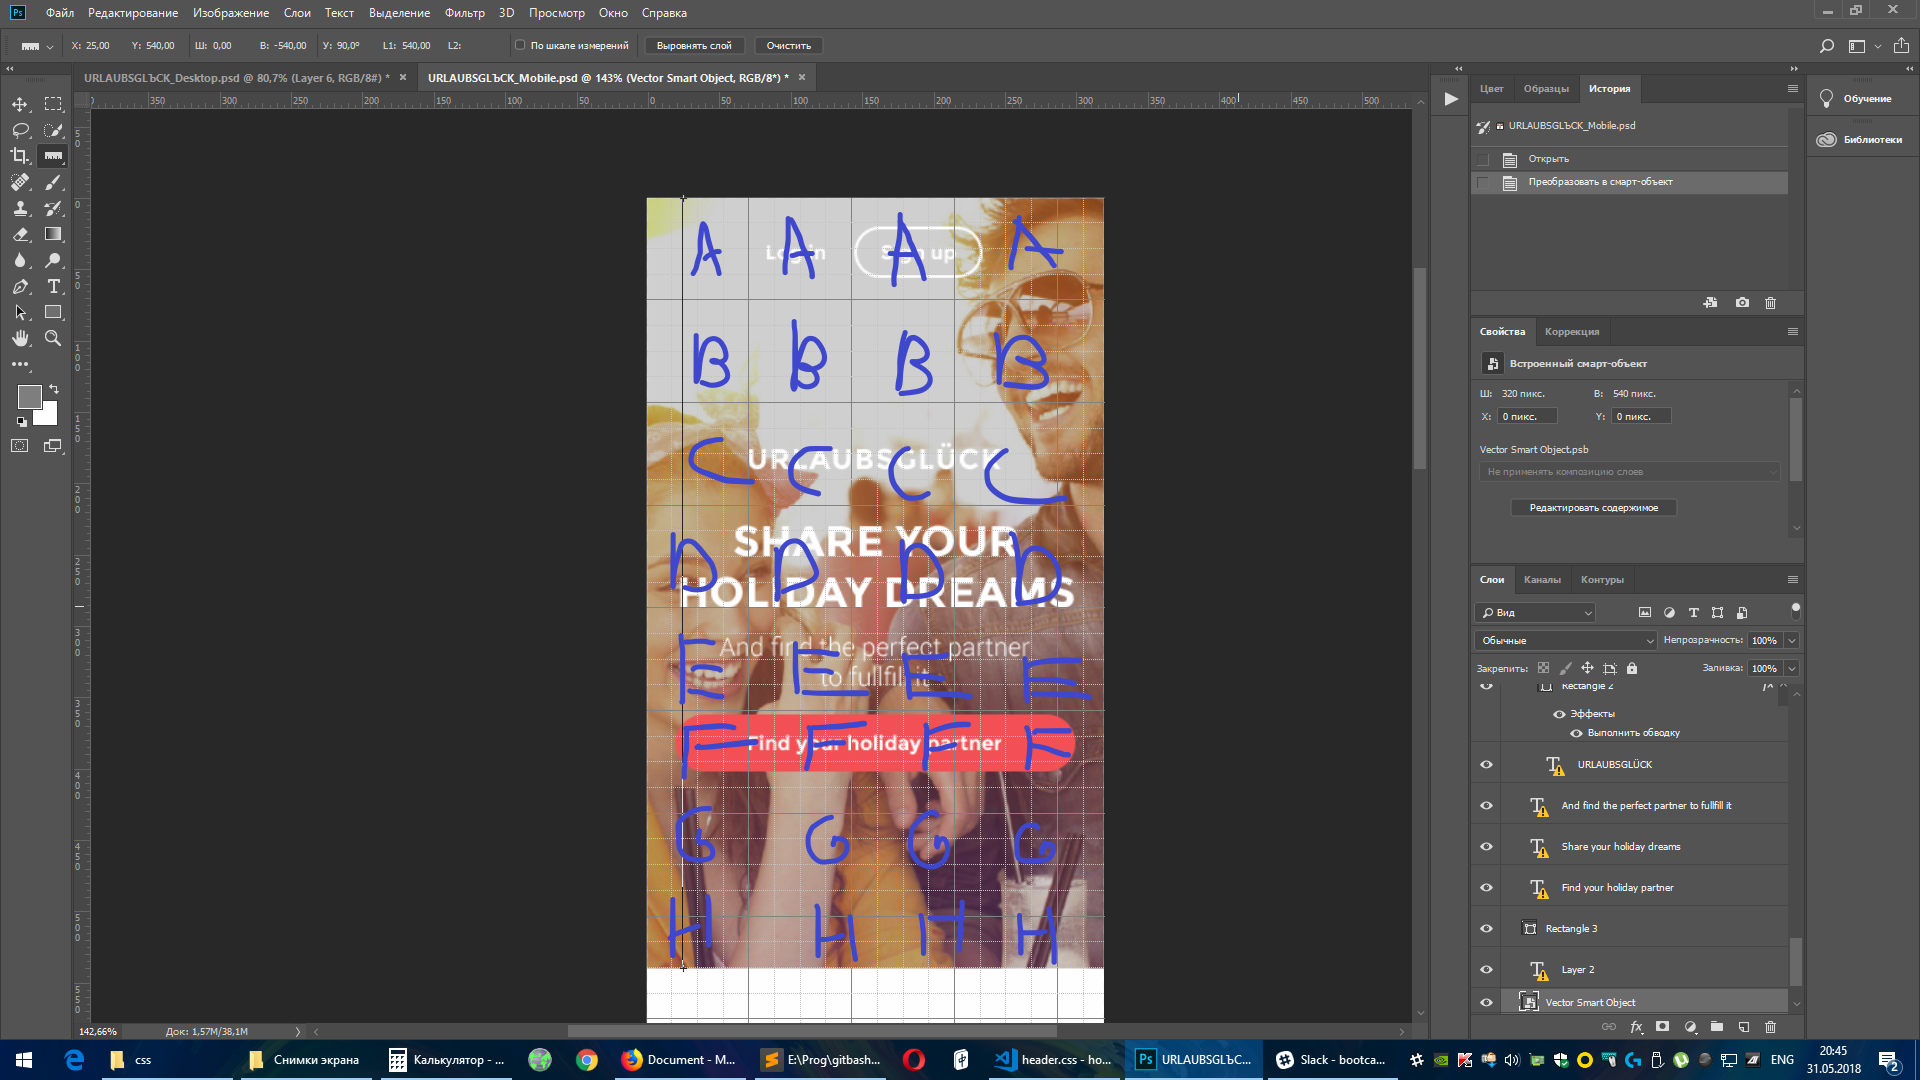 Ps Файл Редактирование Изображение Слои Текст Выделение Фильтр 3D Просмотр Окно Справка
X: 25,00 Y: 540,00 Ш: 0,00 В: -540,00 У: 90,0° L1: 540,00 L2: По шкале измерений Выровнять слой Очистить
URLAUBSGLЪCK_Desktop.psd @ 80,7% (Layer 6, RGB/8#) * × URLAUBSGLЪCK_Mobile.psd @ 143% (Vector Smart Object, RGB/8*) * ×
350 300 250 200 150 100 50 0 50 100 150 200 250 300 350 400 450 500
Цвет Образцы История
Обучение
URLAUBSGLЪCK_Mobile.psd
Библиотеки
Открыть
Преобразовать в смарт-объект
Log in Sign up
A A A A
B B B B
C C C C
URLAUBSGLÜCK
SHARE YOUR
D D D D
HOLIDAY DREAMS
And find the perfect partner
to fullfill it
E E E E
Find your holiday partner
F F F F
G G G G
H H H H
Свойства Коррекция
Встроенный смарт-объект
Ш: 320 пикс. В: 540 пикс.
X: 0 пикс. Y: 0 пикс.
Vector Smart Object.psb
Не применять композицию слоев
Редактировать содержимое
Слои Каналы Контуры
Вид
Обычные Непрозрачность: 100%
Закрепить: Заливка: 100%
Rectangle 2 fx
Эффекты
Выполнить обводку
URLAUBSGLÜCK
And find the perfect partner to fullfill it
Share your holiday dreams
Find your holiday partner
Rectangle 3
Layer 2
Vector Smart Object
142,66% Док: 1,57M/38,1M
css Снимки экрана Калькулятор - ... Document - M... E:\Prog\gitbash... header.css - ho... URLAUBSGLЪC... Slack - bootca... ENG 20:45
31.05.2018 2